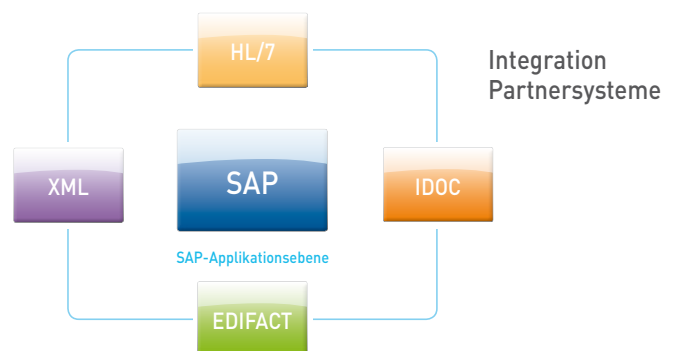 HL/7
Integration
Partnersysteme
XML
SAP
IDOC
SAP-Applikationsebene
EDIFACT